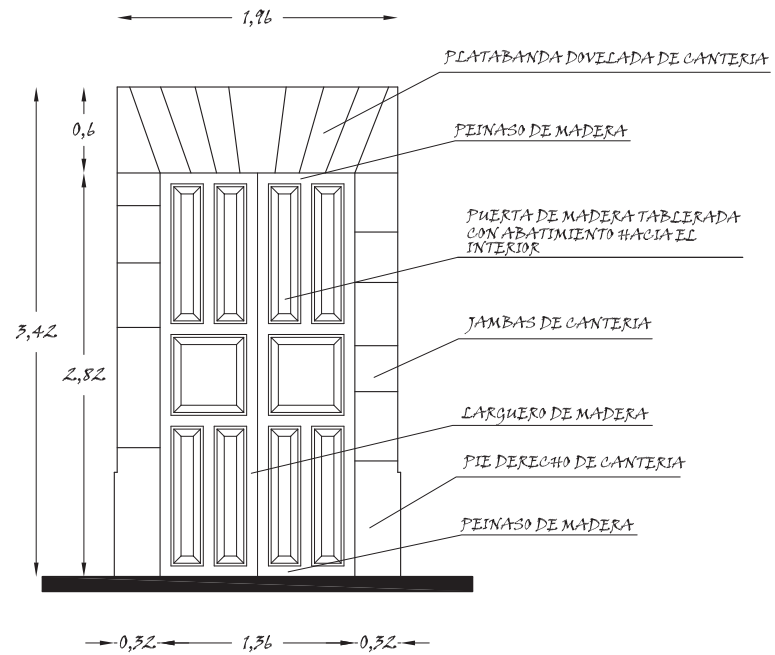 1,96
PLATABANDA DOVELADA DE CANTERIA
0,6
PEINASO DE MADERA
PUERTA DE MADERA TABLERADA
CON ABATIMIENTO HACIA EL
INTERIOR
3,42
JAMBAS DE CANTERIA
2,82
LARGUERO DE MADERA
PIE DERECHO DE CANTERIA
PEINASO DE MADERA
0,32
1,36
0,32